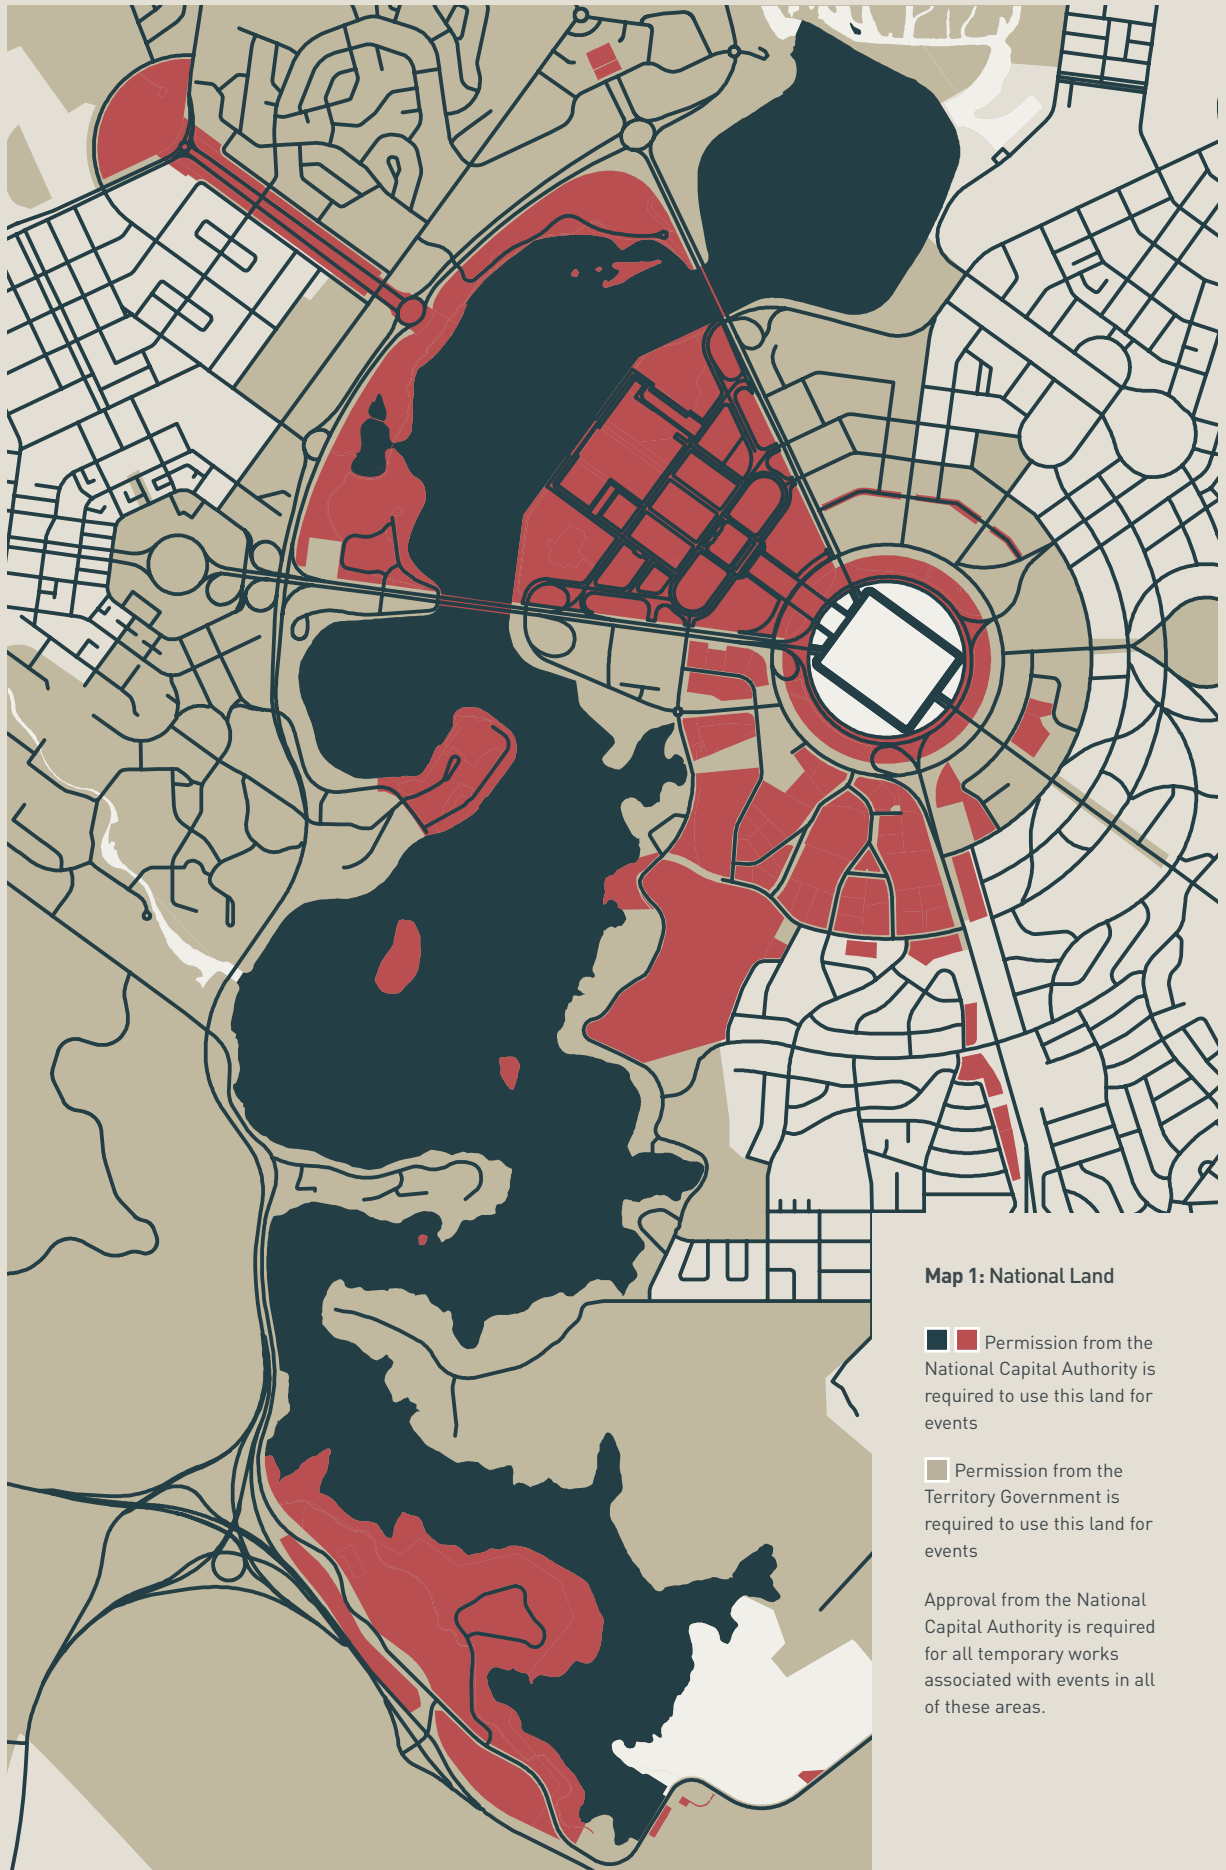 Map 1: National Land
Permission from the
National Capital Authority is
required to use this land for
events
Permission from the
Territory Government is
required to use this land for
events
Approval from the National
Capital Authority is required
for all temporary works
associated with events in all
of these areas.